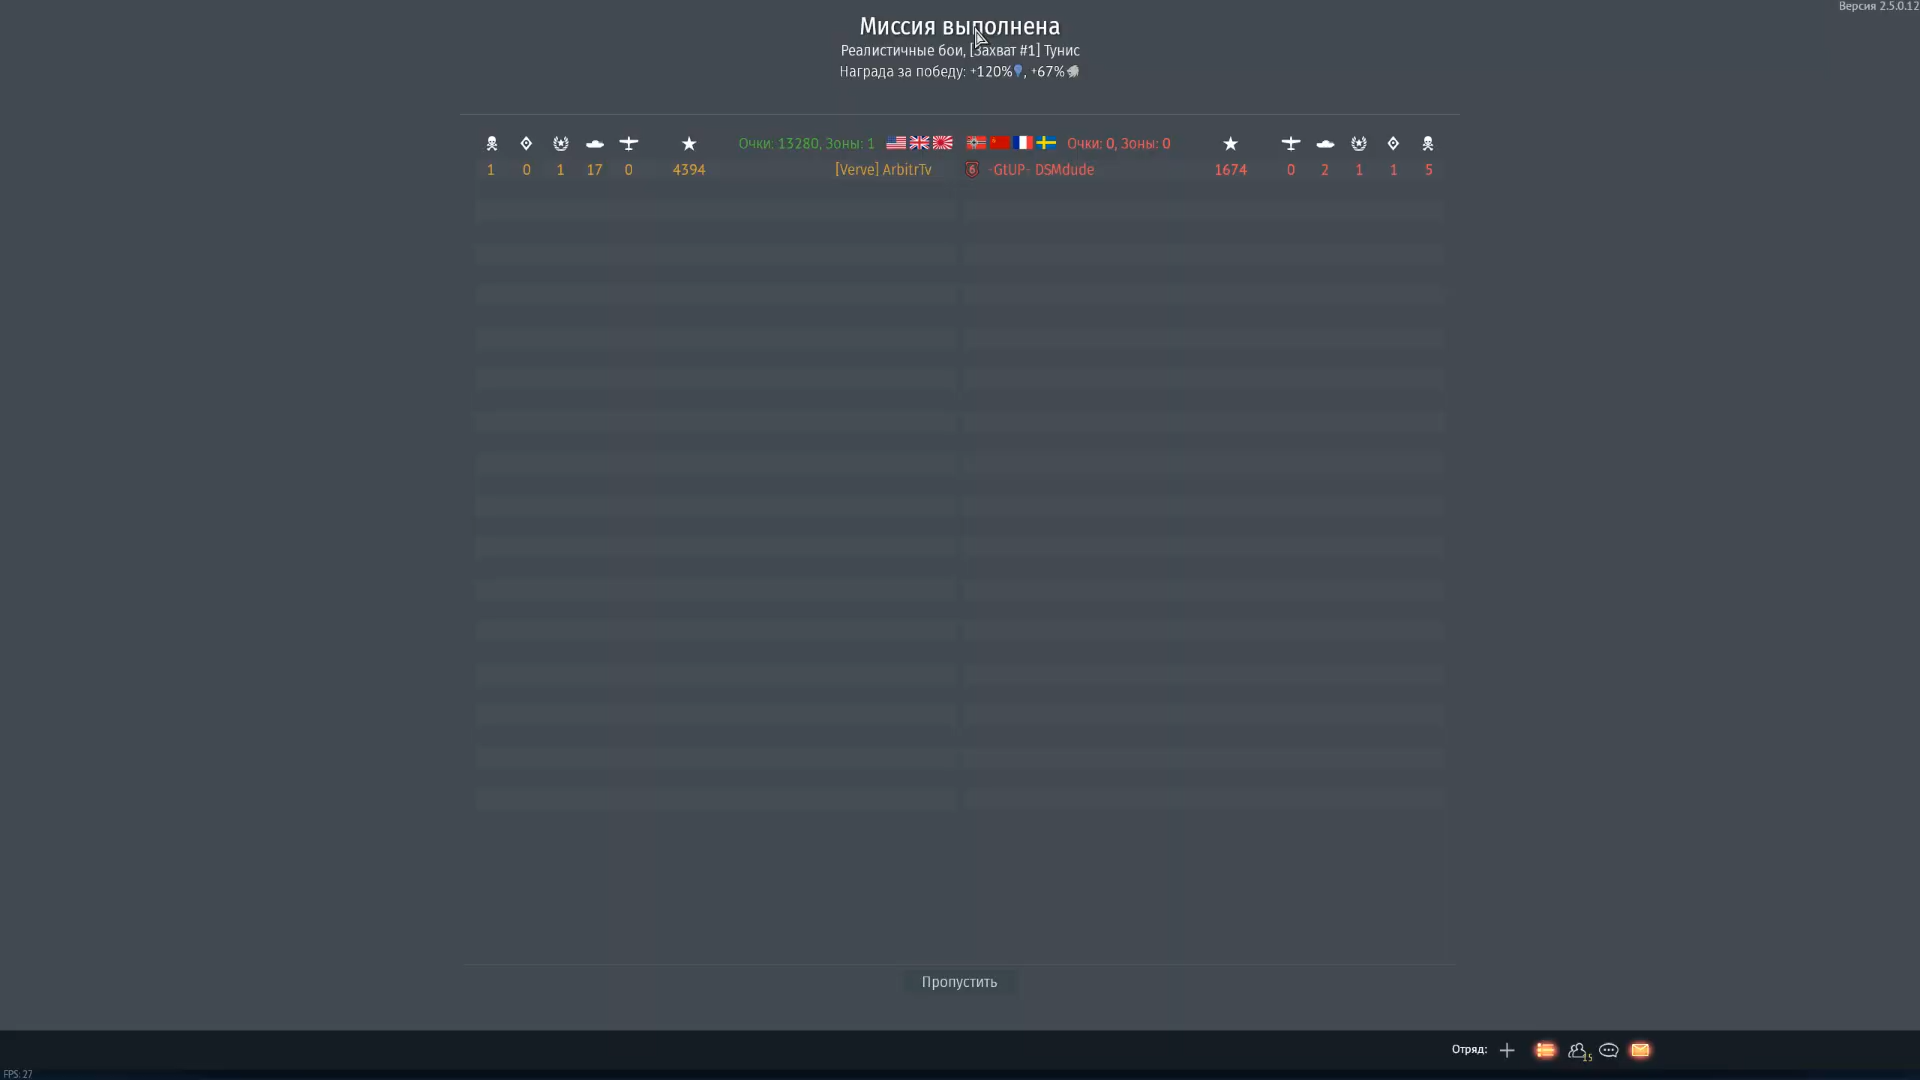 Версия 2.5.0.12
Миссия выполнена
Реалистичные бои, [Захват #1] Тунис
Награда за победу: +120%, +67%
Очки: 13280, Зоны: 1 Очки: 0, Зоны: 0
1 0 1 17 0 4394 [Verve] ArbitrTv 6 -GtUP- DSMdude 1674 0 2 1 1 5
Пропустить
Отряд: 15
FPS: 27